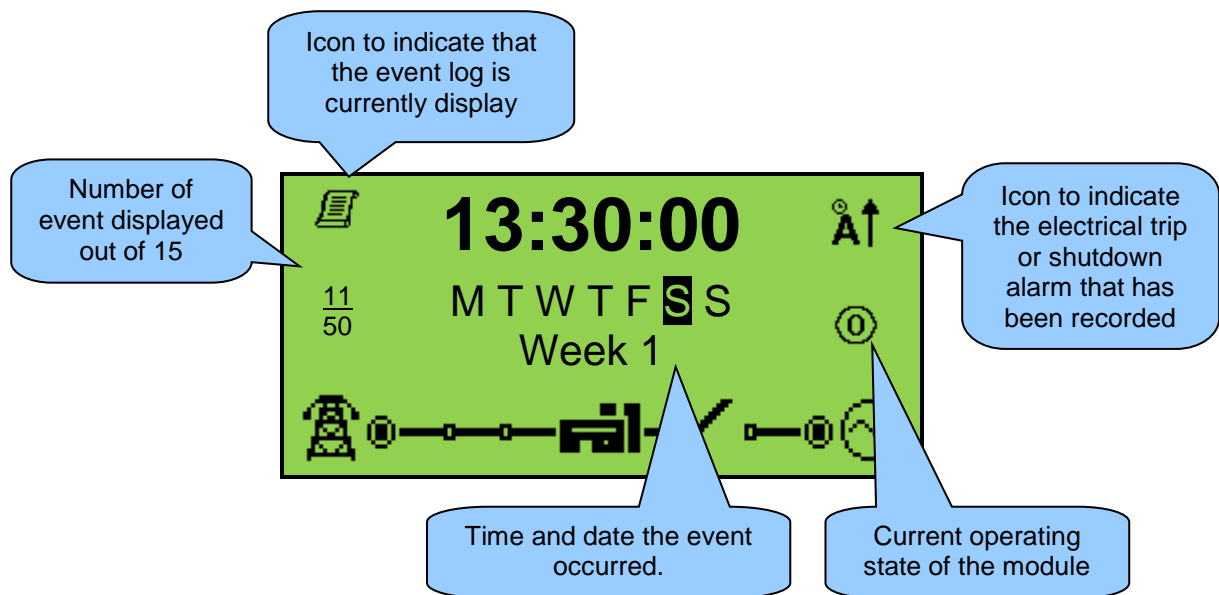 Icon to indicate that
the event log is
currently display
Number of
event displayed
out of 15
13:30:00
A
Icon to indicate
the electrical trip
or shutdown
alarm that has
been recorded
11
50
M T W T F S S
Week 1
0
Time and date the event
occurred.
Current operating
state of the module